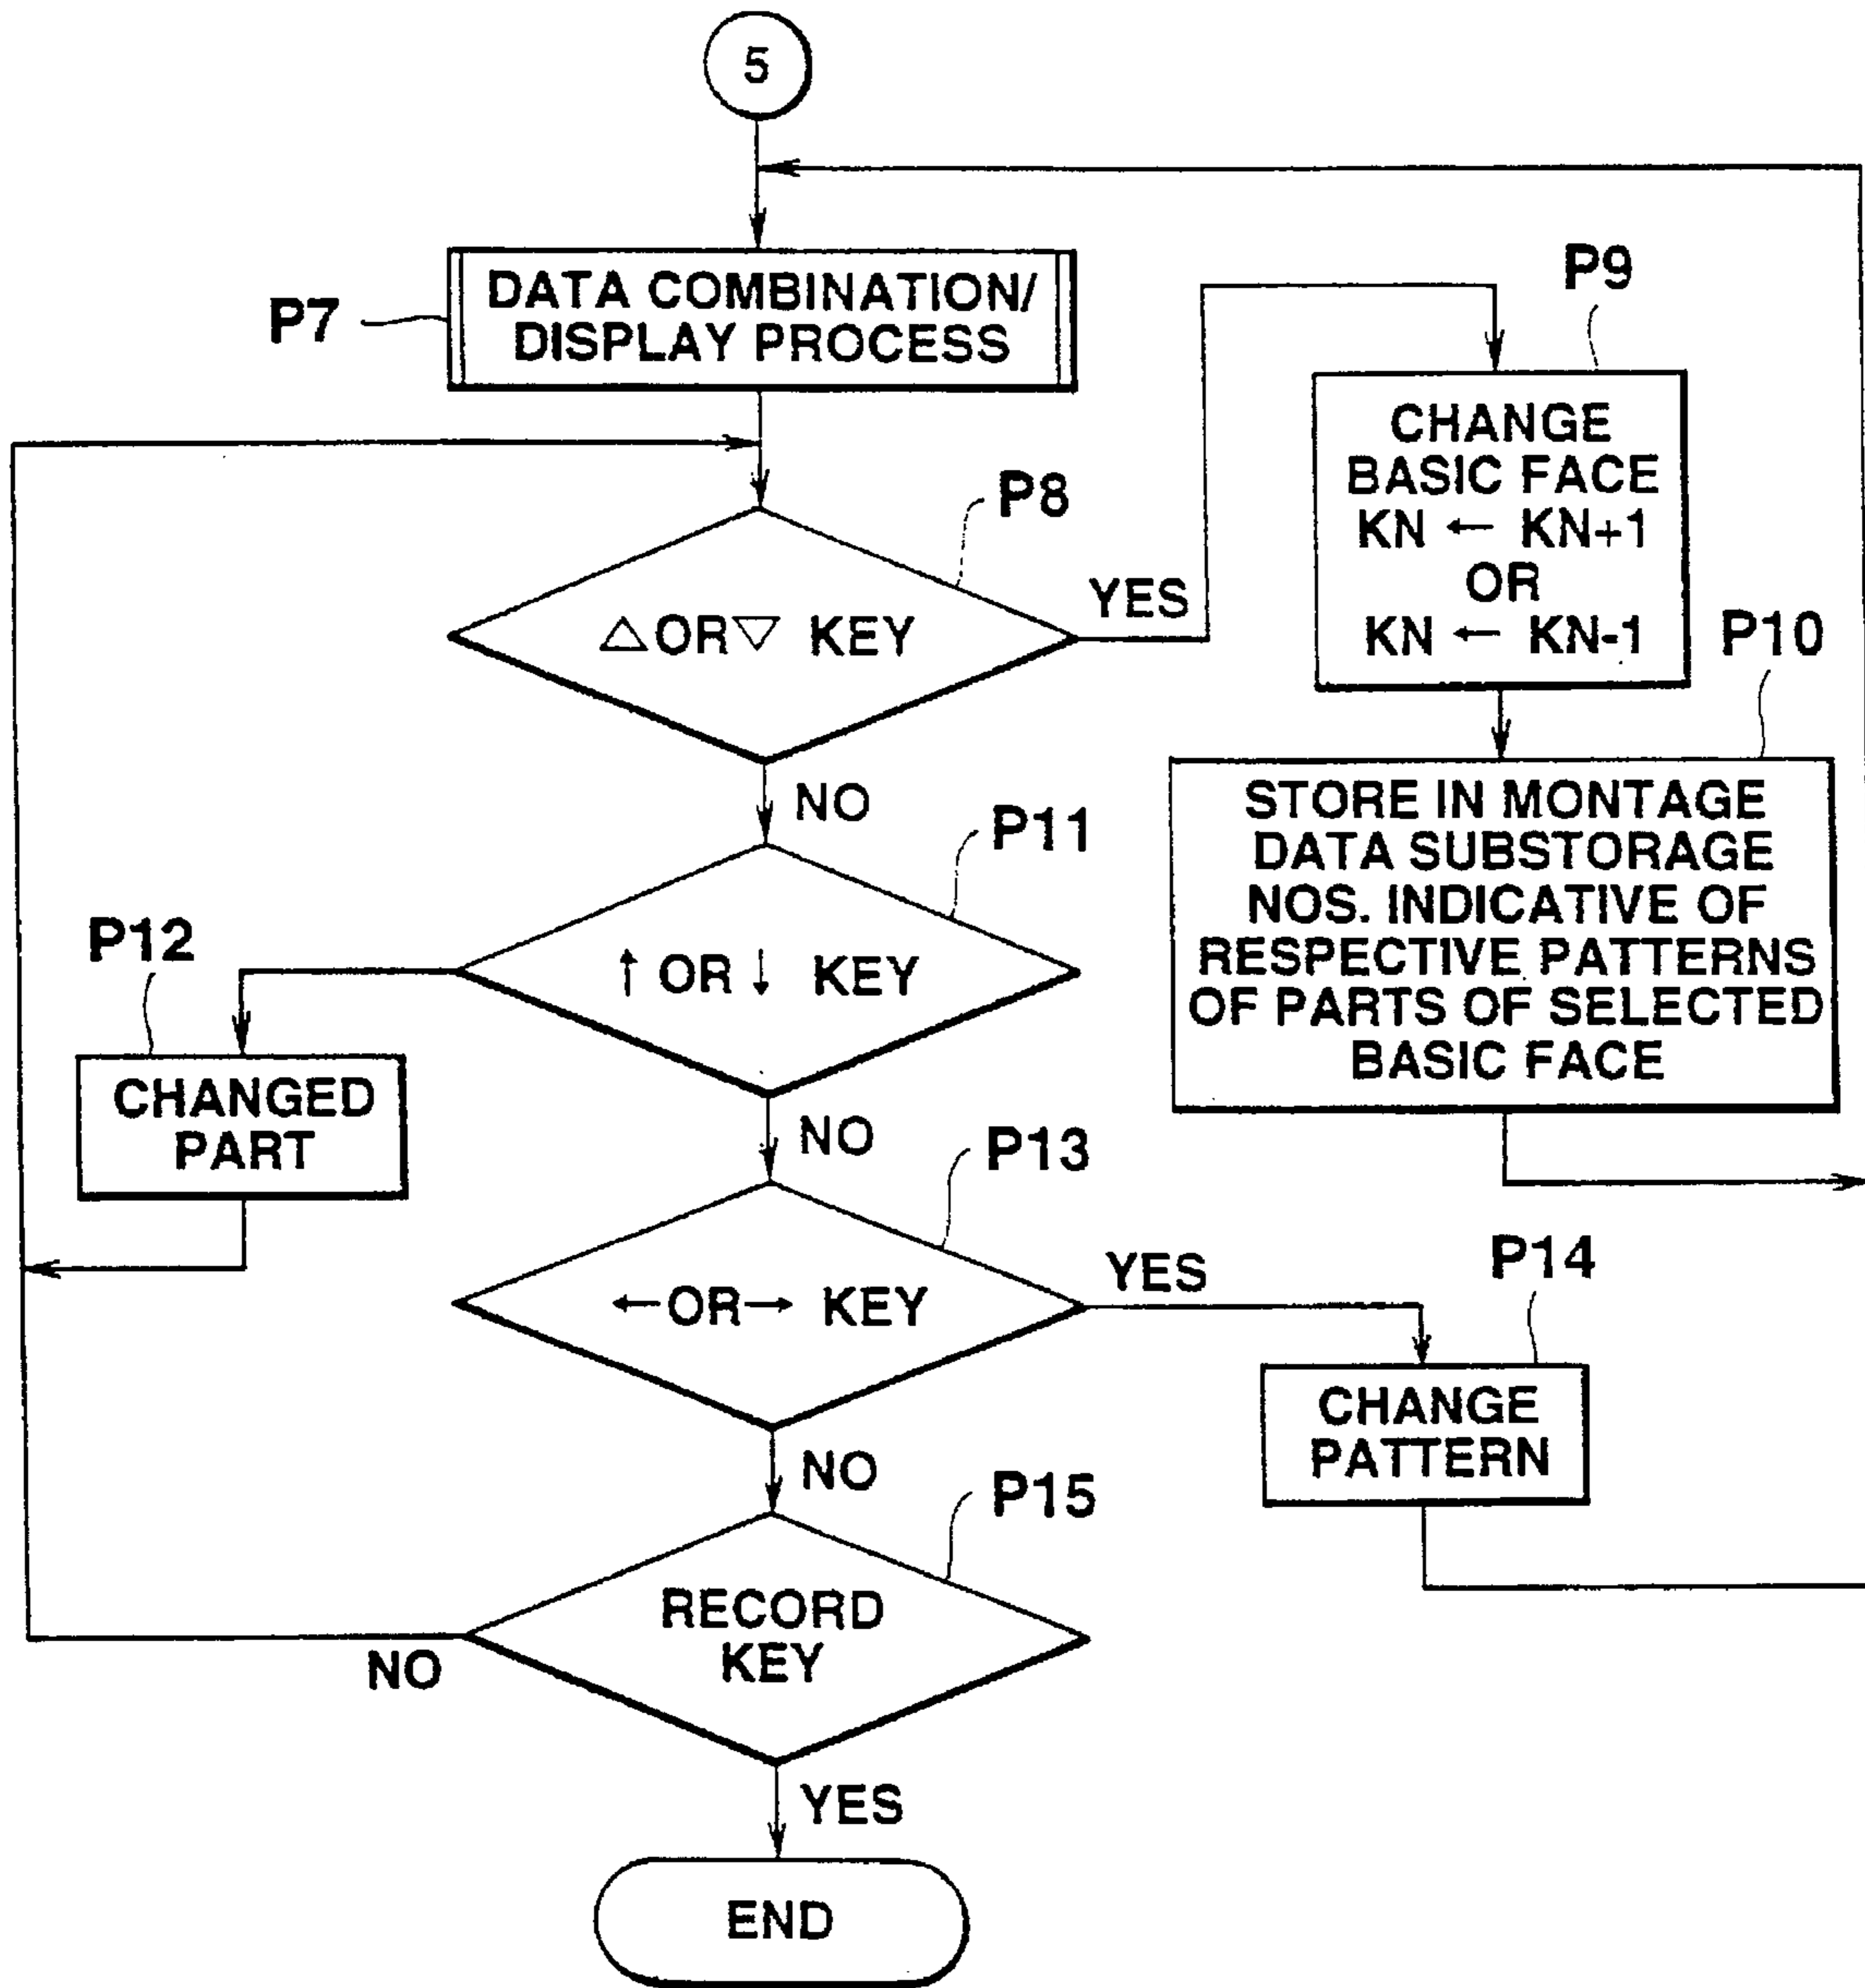 5
P7
DATA COMBINATION/
DISPLAY PROCESS
P8
△ OR ▽ KEY
YES
NO
P9
CHANGE
BASIC FACE
KN ← KN+1
OR
KN ← KN-1
P10
STORE IN MONTAGE
DATA SUBSTORAGE
NOS. INDICATIVE OF
RESPECTIVE PATTERNS
OF PARTS OF SELECTED
BASIC FACE
P11
↑ OR ↓ KEY
NO
P12
CHANGED
PART
P13
← OR → KEY
YES
NO
P14
CHANGE
PATTERN
P15
RECORD
KEY
NO
YES
END